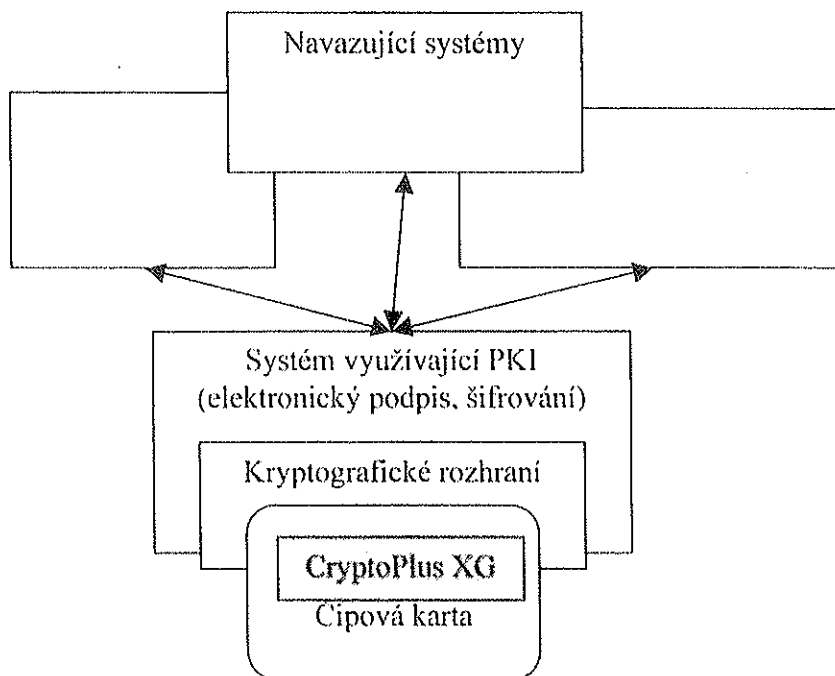 Navazující systémy
Systém využívající PKI
(elektronický podpis, šifrování)
Kryptografické rozhraní
CryptoPlus XG
Čipová karta